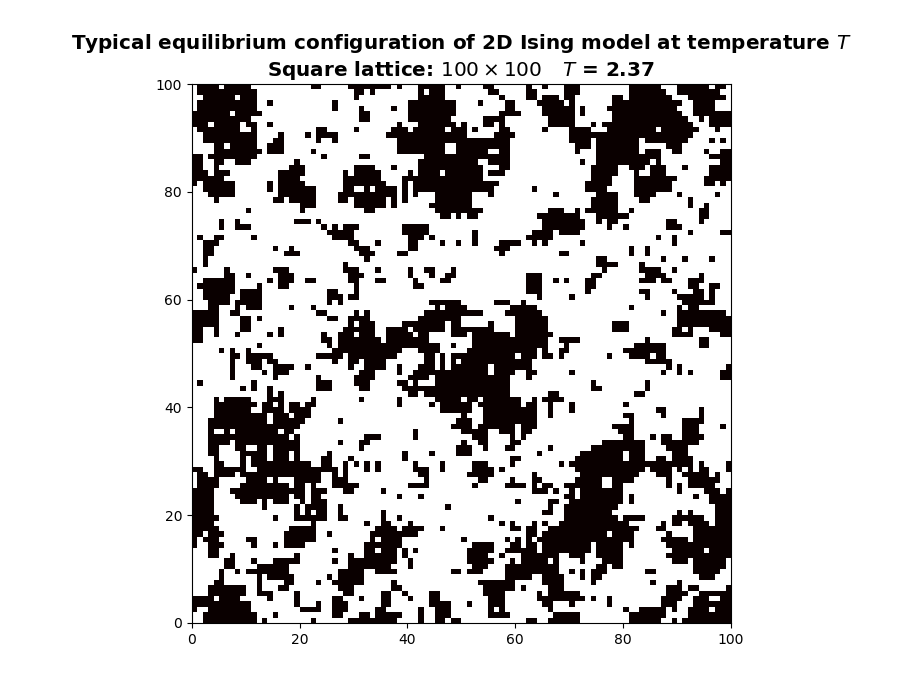 Typical equilibrium configuration of 2D Ising model at temperature T
Square lattice: 100 × 100 T = 2.37
100
80
60
40
20
0
0 20 40 60 80 100